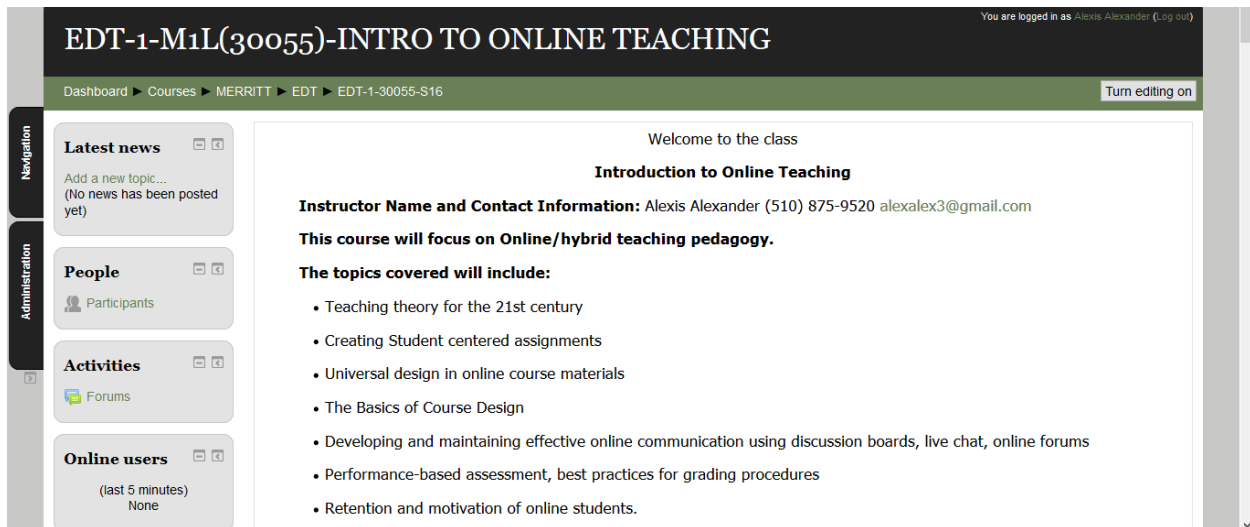 You are logged in as Alexis Alexander (Log out)
EDT-1-M1L(30055)-INTRO TO ONLINE TEACHING
Dashboard ► Courses ► MERRITT ► EDT ► EDT-1-30055-S16
Turn editing on
Navigation
Administration
Latest news
Add a new topic...
(No news has been posted
yet)
People
Participants
Activities
Forums
Online users
(last 5 minutes)
None
Welcome to the class
Introduction to Online Teaching
Instructor Name and Contact Information: Alexis Alexander (510) 875-9520 alexalex3@gmail.com
This course will focus on Online/hybrid teaching pedagogy.
The topics covered will include:
• Teaching theory for the 21st century
• Creating Student centered assignments
• Universal design in online course materials
• The Basics of Course Design
• Developing and maintaining effective online communication using discussion boards, live chat, online forums
• Performance-based assessment, best practices for grading procedures
• Retention and motivation of online students.